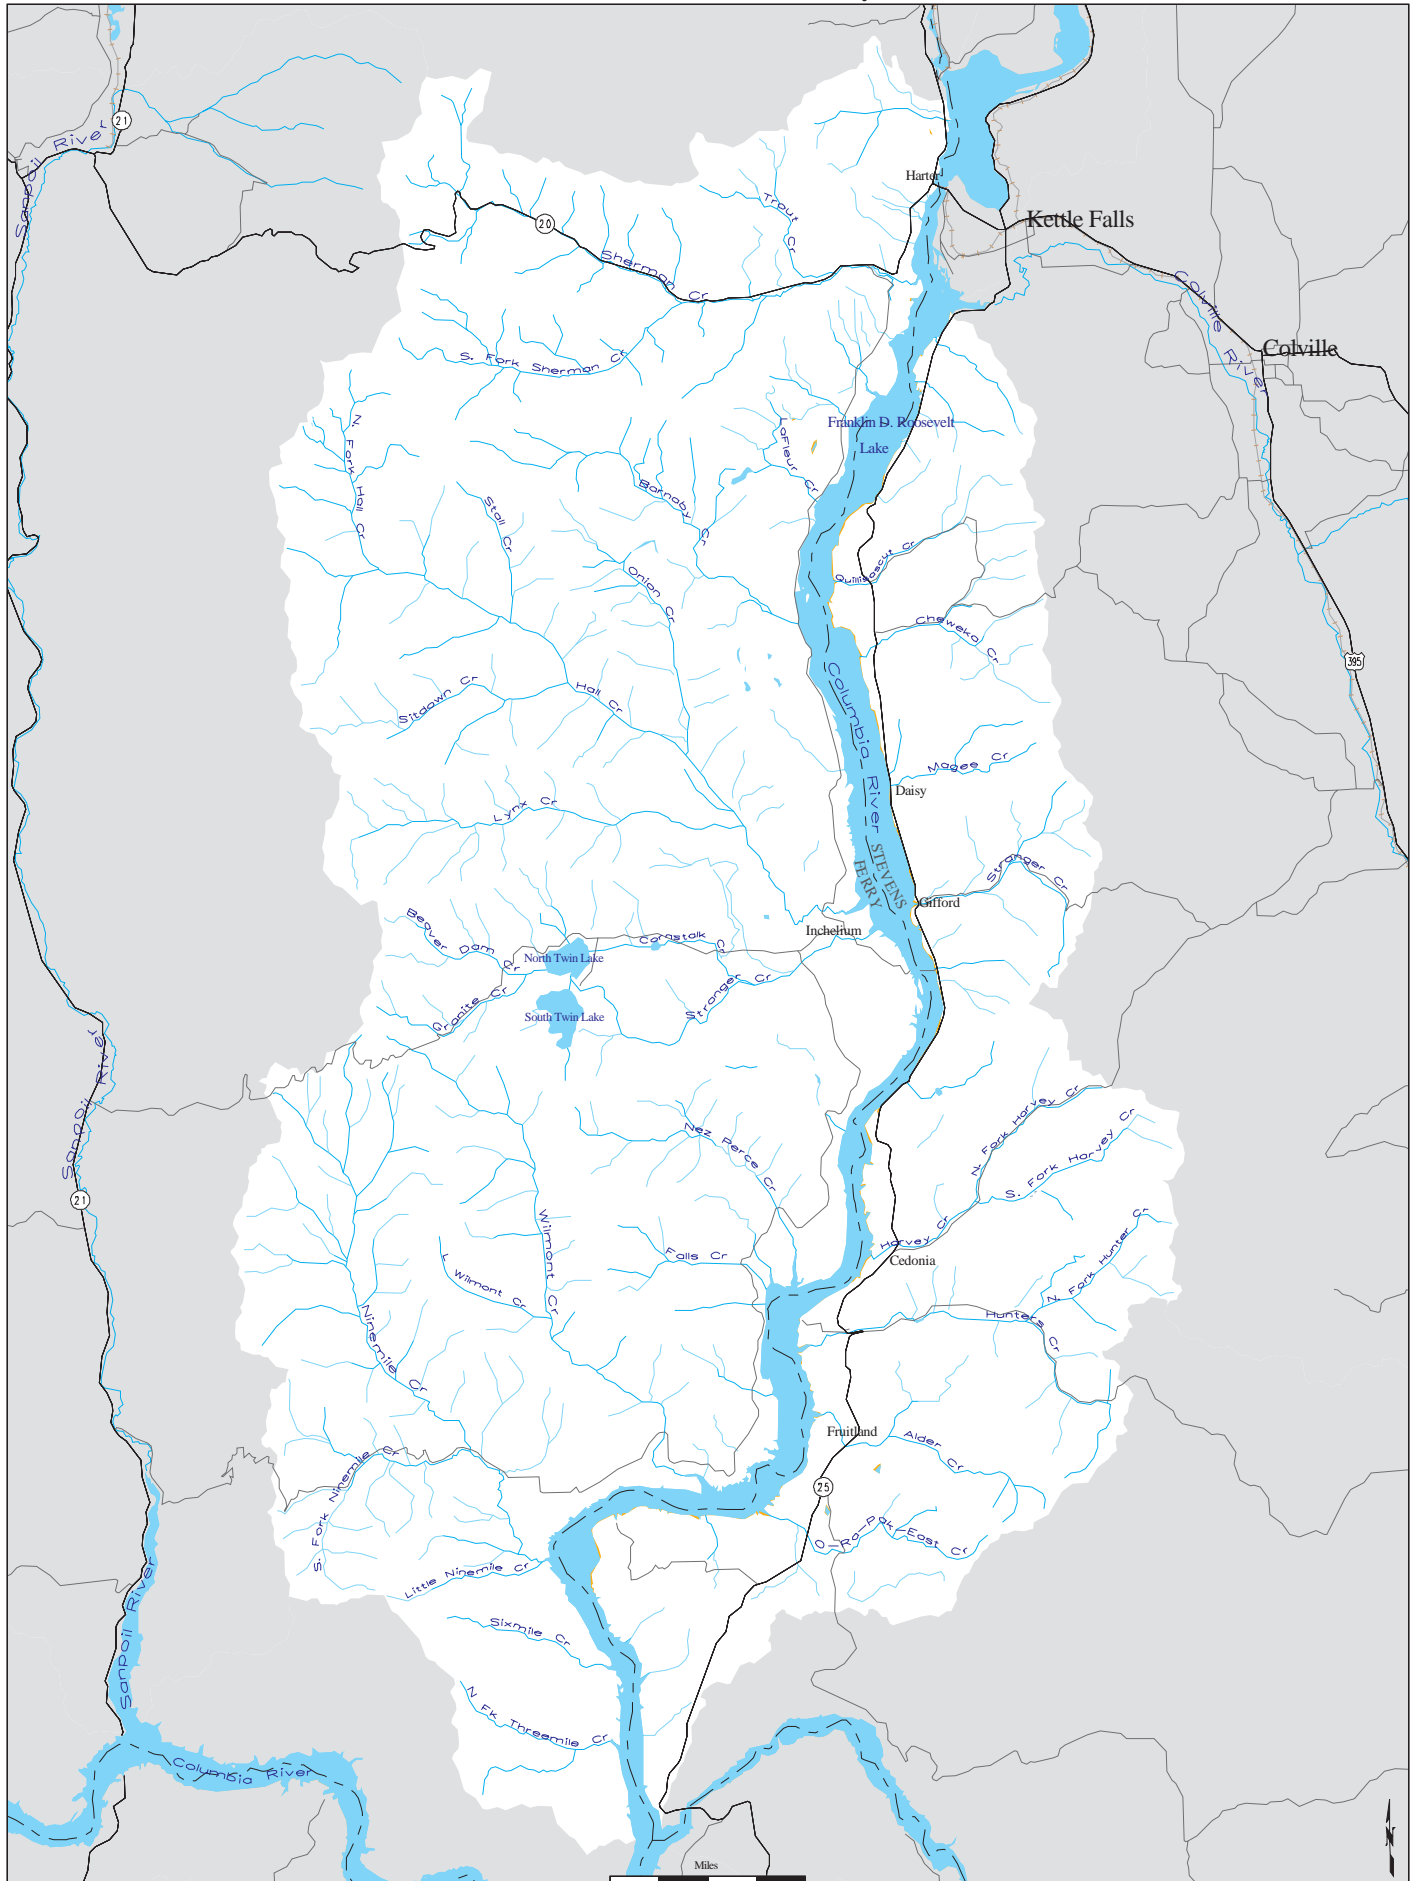 21
Sanpoil River
Harter
Trout Cr
Kettle Falls
20
Sherman Cr
Colville River
Colville
S. Fork Sherman Cr
N. Fork Hall Cr
LaFleur Cr
Franklin D. Roosevelt
Lake
Barnaby Cr
Stall Cr
Onion Cr
Quillisascut Cr
Cheweka Cr
395
Sitdown Cr
Hall Cr
Columbia River
Magee Cr
Daisy
Lynx Cr
STEVENS
FERRY
Stranger Cr
Gifford
Beaver Dam Cr
Cornstalk Cr
Inchelium
North Twin Lake
Granite Cr
South Twin Lake
Stranger Cr
Sanpoil River
21
Nez Perce Cr
N. Fork Harvey Cr
S. Fork Harvey Cr
Wilmont Cr
Harvey Cr
Cedonia
N. Fork Hunter Cr
Falls Cr
L Wilmont Cr
Hunters Cr
Ninemile Cr
Fruitland
Alder Cr
S. Fork Ninemile Cr
25
O-Ra-Pak-East Cr
Little Ninemile Cr
Sixmile Cr
Sanpoil River
N Fk Threemile Cr
Columbia River
N
Miles